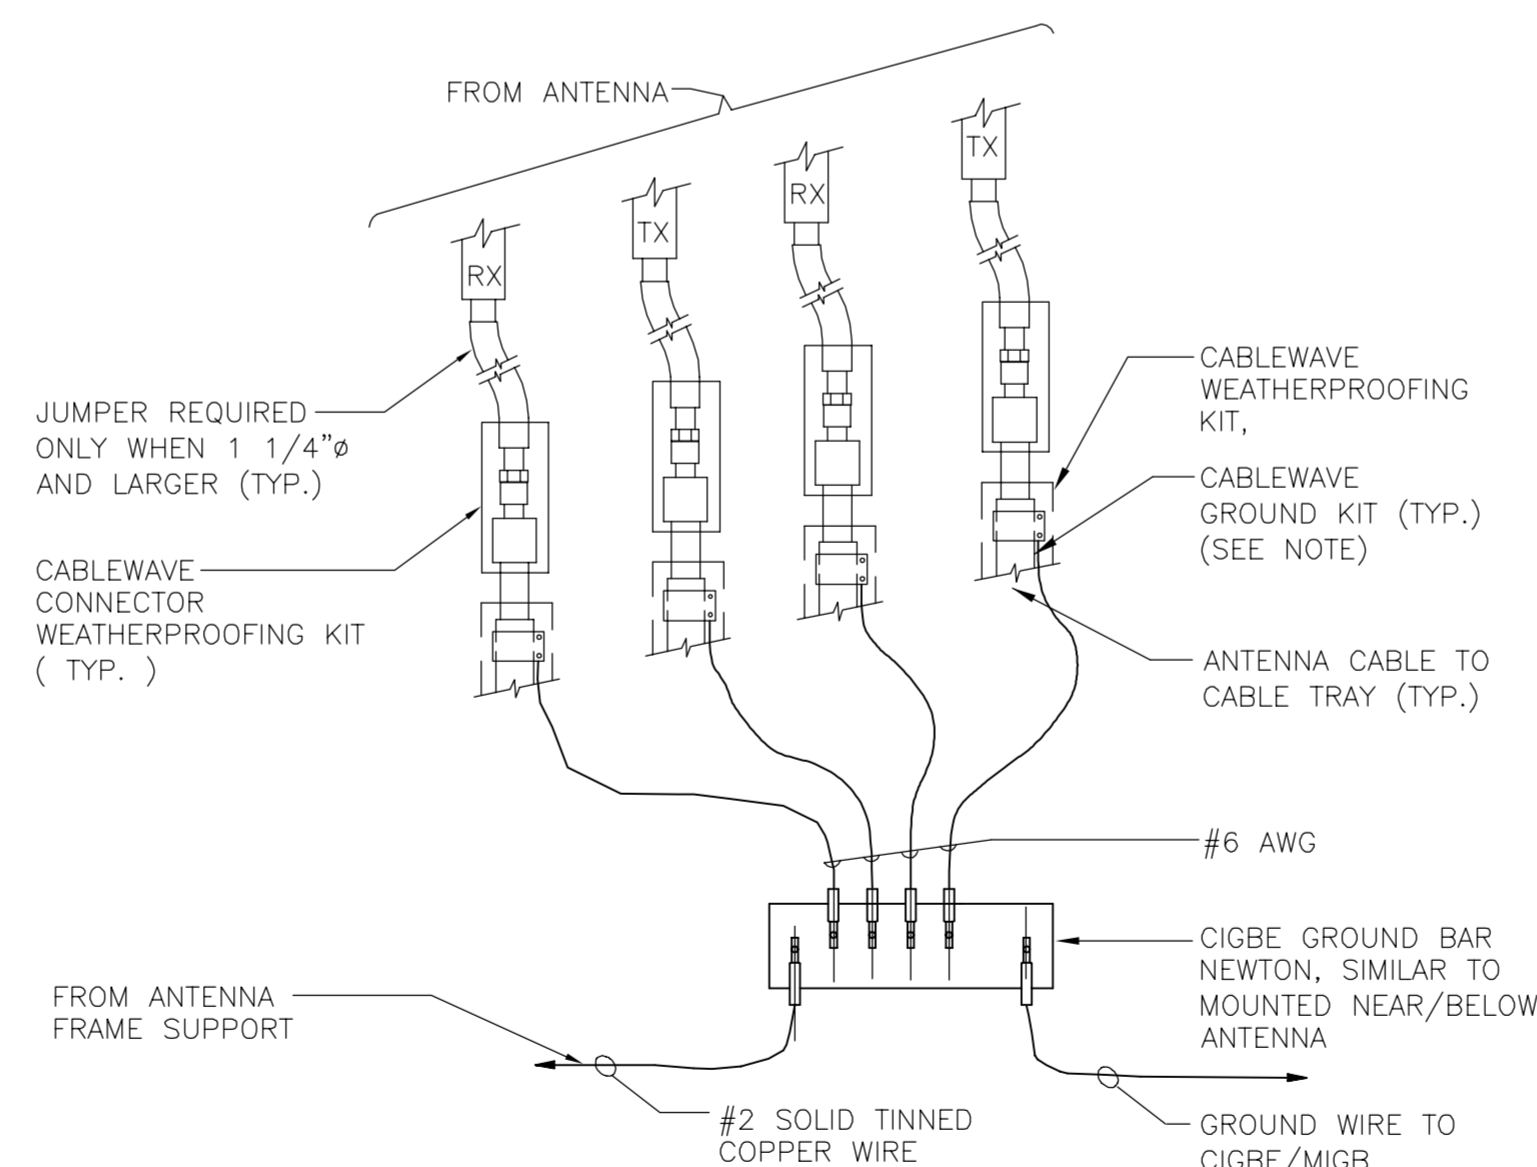 FROM ANTENNA
TX
RX
TX
RX
JUMPER REQUIRED
ONLY WHEN 1 1/4"ø
AND LARGER (TYP.)
CABLEWAVE
CONNECTOR
WEATHERPROOFING KIT
( TYP. )
CABLEWAVE
WEATHERPROOFING
KIT,
CABLEWAVE
GROUND KIT (TYP.)
(SEE NOTE)
ANTENNA CABLE TO
CABLE TRAY (TYP.)
#6 AWG
CIGBE GROUND BAR
NEWTON, SIMILAR TO
MOUNTED NEAR/BELOW
ANTENNA
FROM ANTENNA
FRAME SUPPORT
#2 SOLID TINNED
COPPER WIRE
GROUND WIRE TO
CIGBE/MIGB